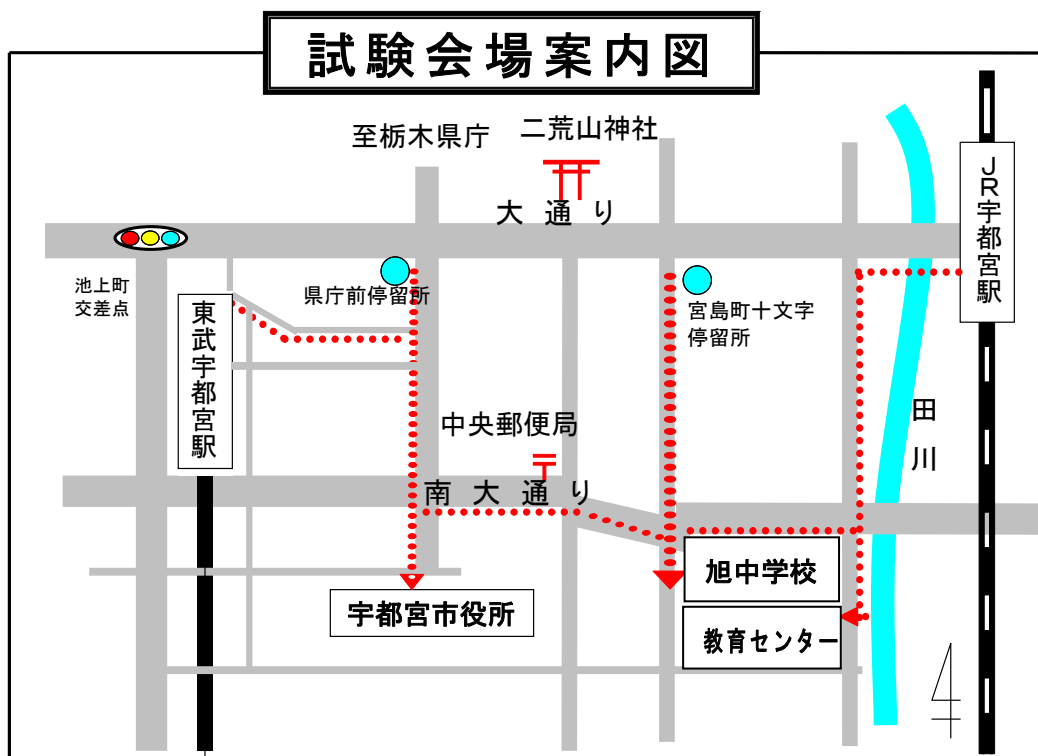 試験会場案内図
至栃木県庁
二荒山神社
大通り
池上町
交差点
県庁前停留所
宮島町十文字
停留所
JR宇都宮駅
東武宇都宮駅
中央郵便局
南大通り
田川
旭中学校
宇都宮市役所
教育センター